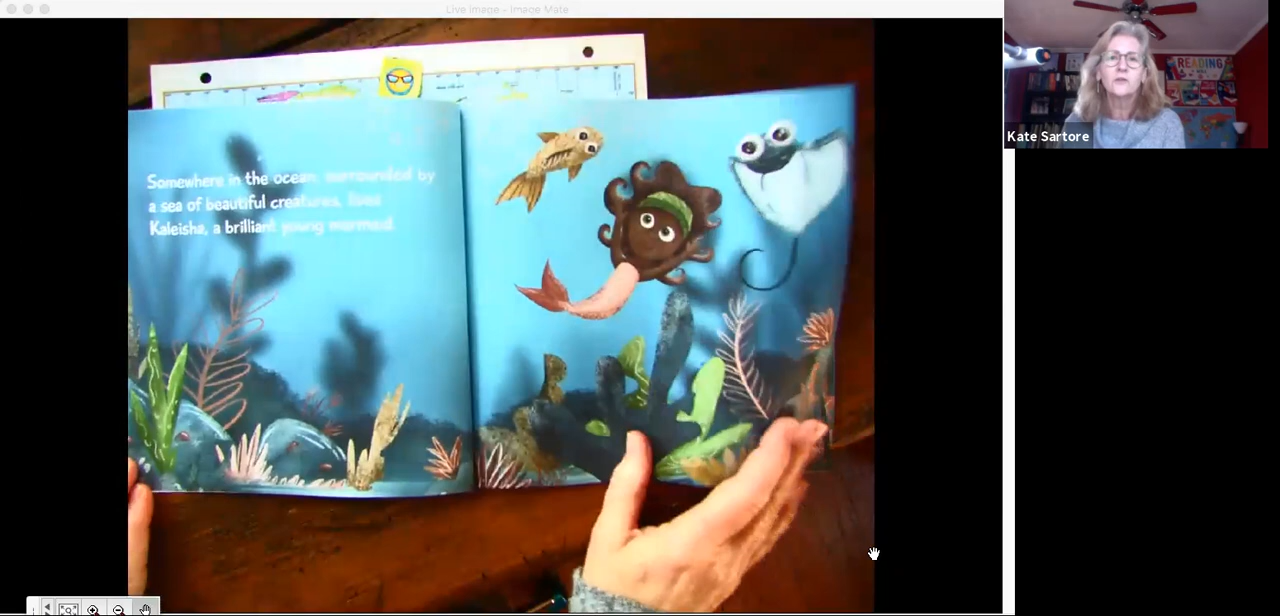 Live Image - Image Mate
Somewhere in the ocean, surrounded by
a sea of beautiful creatures, lives
Kaleisha, a brilliant young mermaid.
Kate Sartore
READING